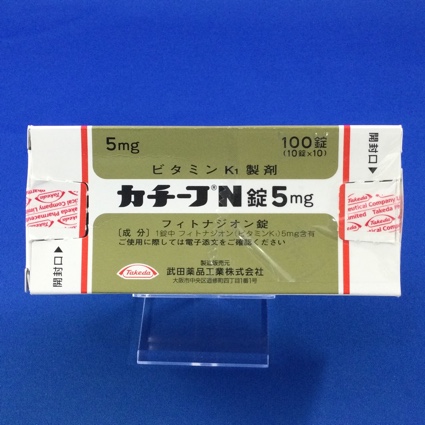 5mg
100錠
(10錠×10)
ビタミン K₁ 製剤
カチーフ®N錠5mg
フィトナジオン錠
〔成 分〕 1錠中 フィトナジオン(ビタミンK₁)5mg含有
ご使用に際しては電子添文をご確認ください
製造販売元
武田薬品工業株式会社
大阪市中央区道修町四丁目1番1号
Takeda
開封口
開封口